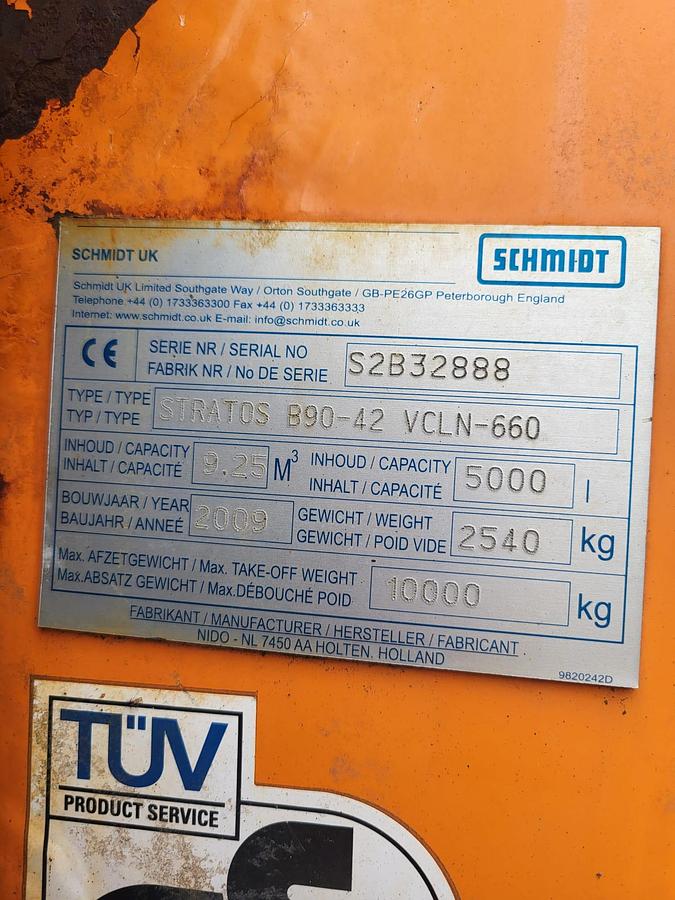 SCHMIDT UK
SCHMIDT
Schmidt UK Limited Southgate Way / Orton Southgate / GB-PE26GP Peterborough England
Telephone +44 (0) 1733363300 Fax +44 (0) 1733363333
Internet: www.schmidt.co.uk E-mail: info@schmidt.co.uk
CE
SERIE NR / SERIAL NO
FABRIK NR / No DE SERIE
S2B32888
TYPE / TYPE
TYP / TYPE
STRATOS B90-42 VCLN-660
INHOUD / CAPACITY
INHALT / CAPACITÉ
9.25 M³
INHOUD / CAPACITY
INHALT / CAPACITÉ
5000 l
BOUWJAAR / YEAR
BAUJAHR / ANNEÉ
2009
GEWICHT / WEIGHT
GEWICHT / POID VIDE
2540 kg
Max. AFZETGEWICHT / Max. TAKE-OFF WEIGHT
Max.ABSATZ GEWICHT / Max.DÉBOUCHÉ POID
10000 kg
FABRIKANT / MANUFACTURER / HERSTELLER / FABRICANT
NIDO - NL 7450 AA HOLTEN. HOLLAND
9820242D
TÜV
PRODUCT SERVICE